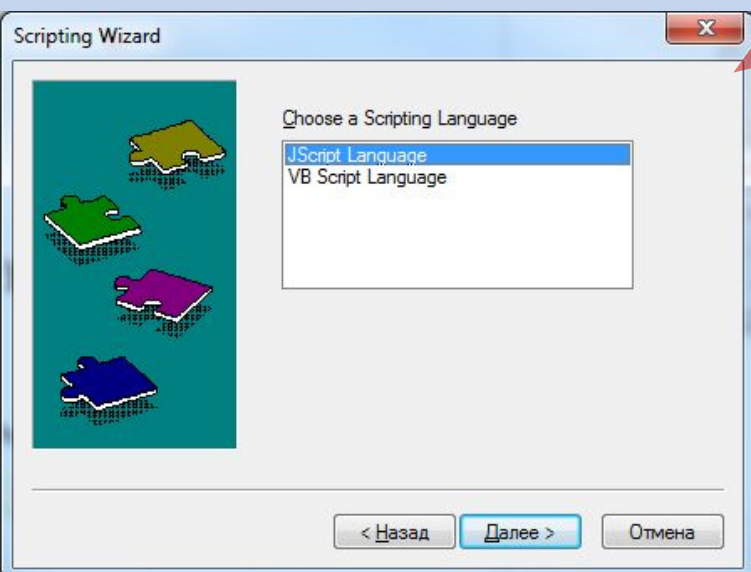 Scripting Wizard
Choose a Scripting Language
JScript Language
VB Script Language
< Назад
Далее >
Отмена